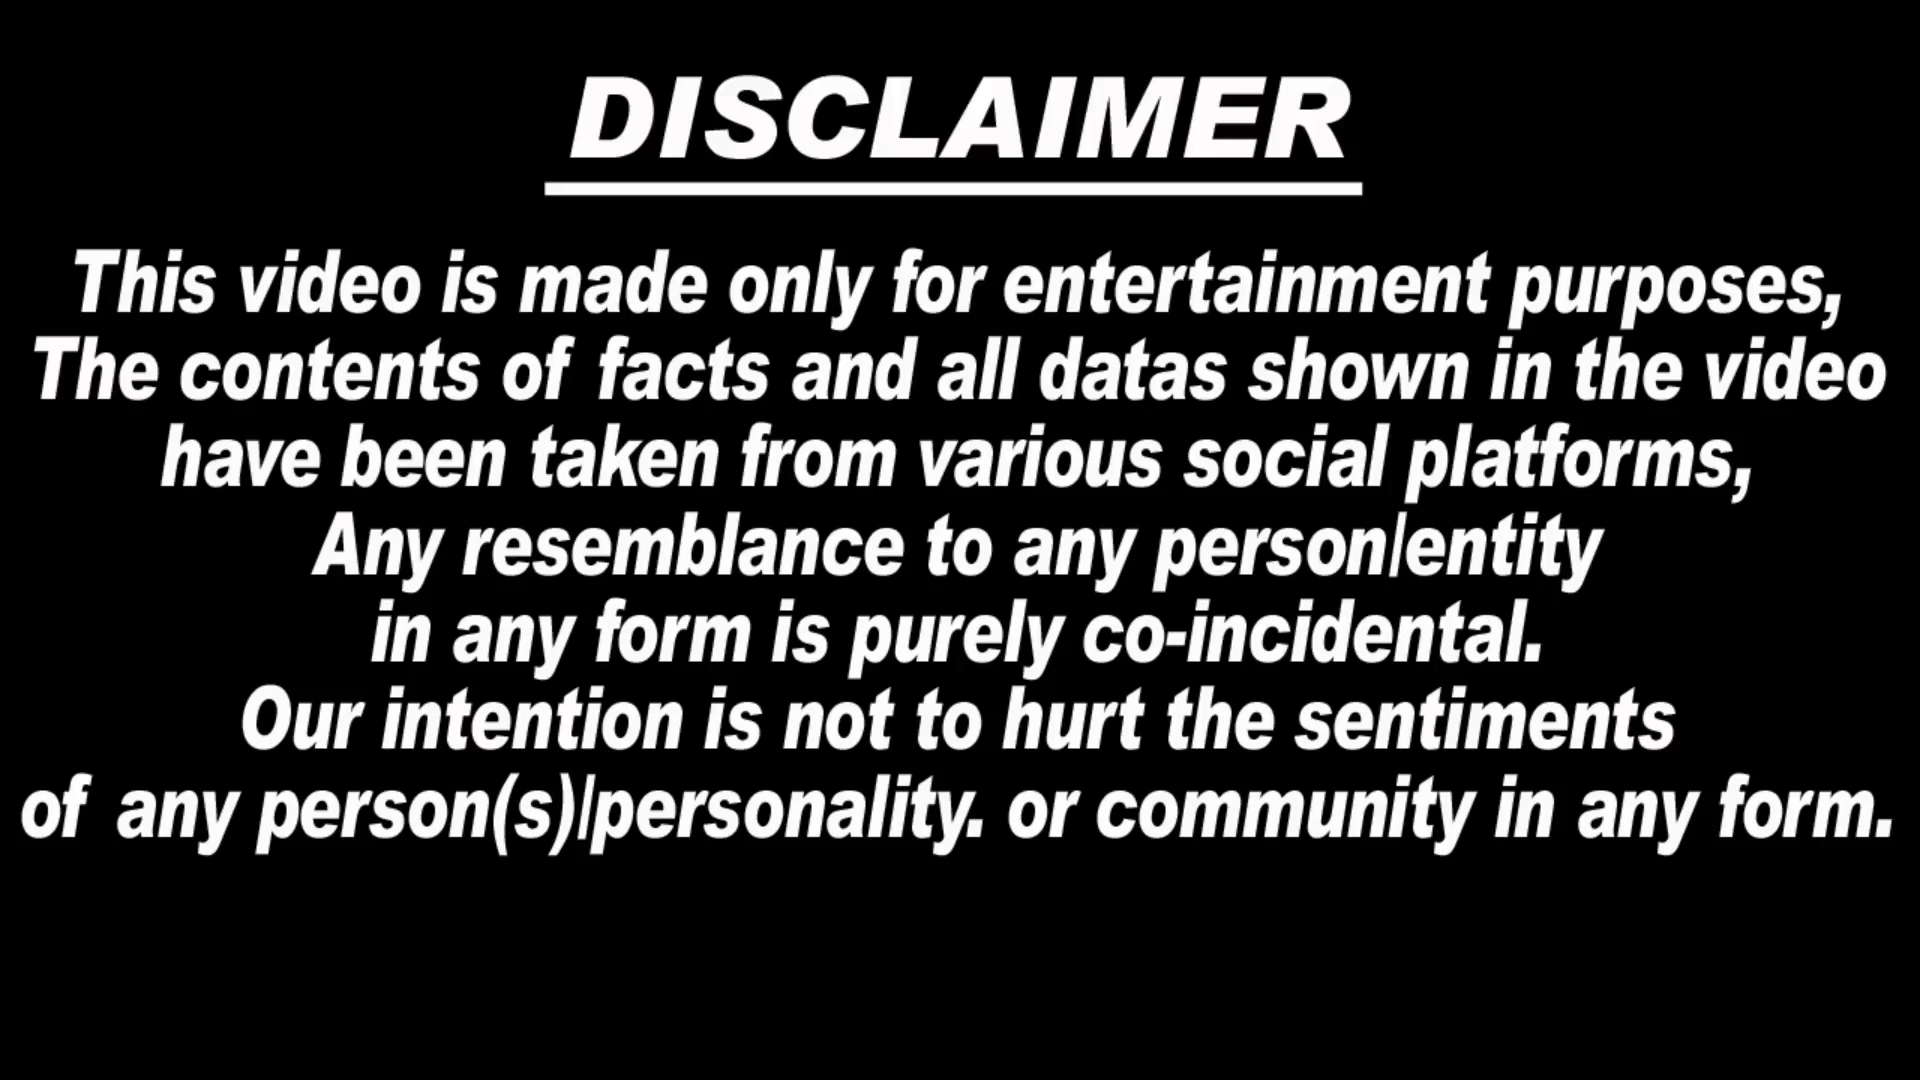 DISCLAIMER
This video is made only for entertainment purposes,
The contents of facts and all datas shown in the video
have been taken from various social platforms,
Any resemblance to any person/entity
in any form is purely co-incidental.
Our intention is not to hurt the sentiments
of any person(s)/personality. or community in any form.